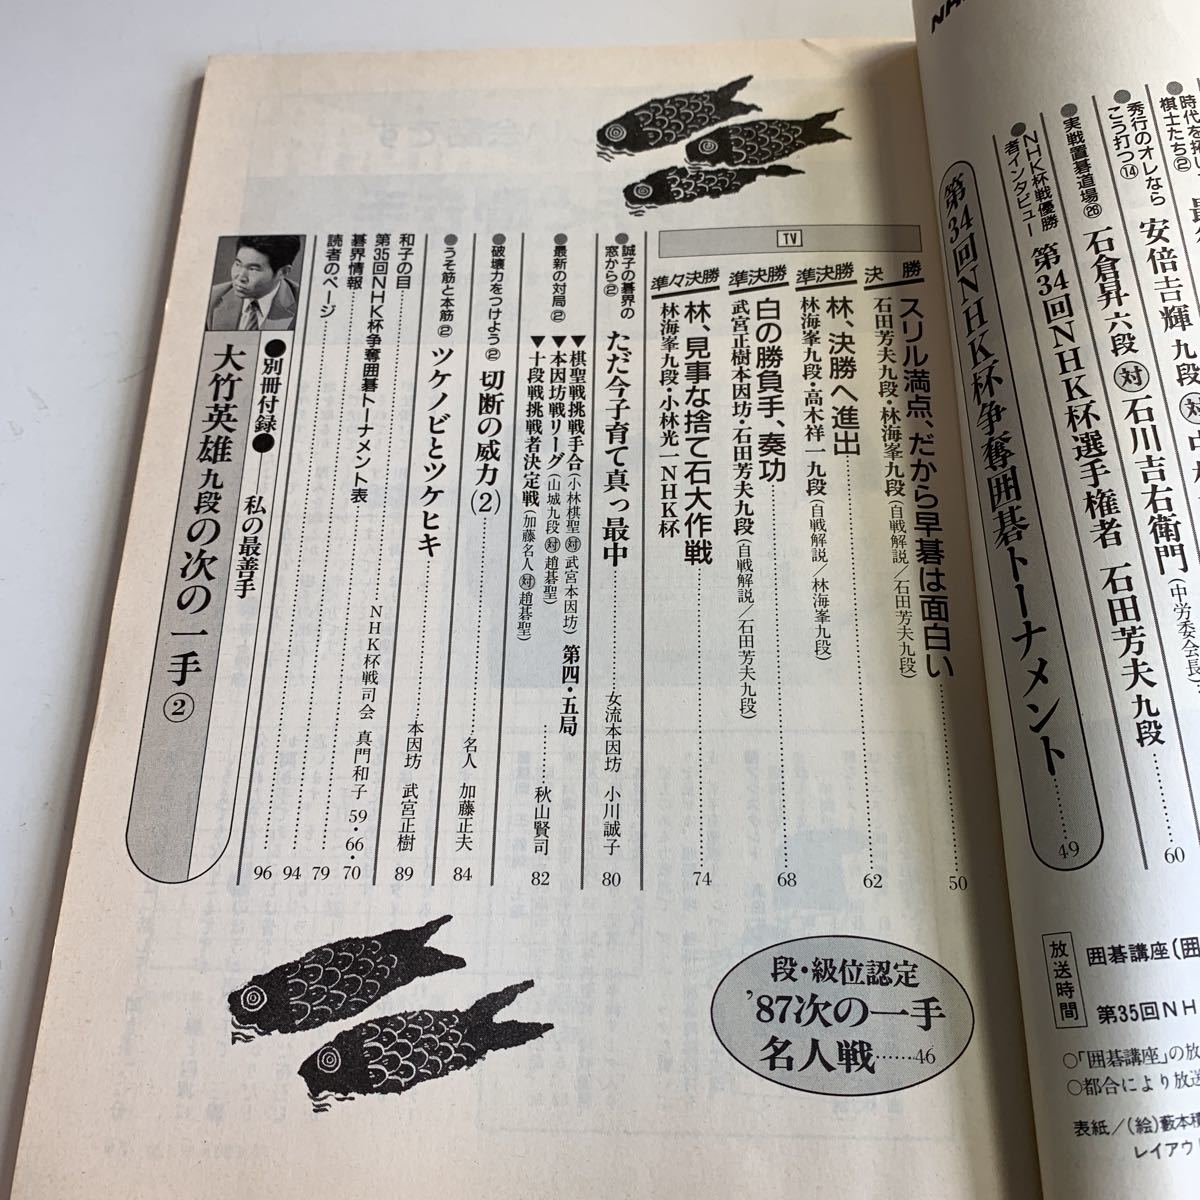 時代を拓いた
棋士たち②
秀行のオレなら
こう打つ⑭
安倍𠮷輝九段 対
実戦置碁道場㉖
石倉昇六段 対 石川吉右衛門(中労委会長)
60
NHK杯戦優勝
者インタビュー
第34回NHK杯選手権者 石田芳夫九段
第34回NHK杯争奪囲碁トーナメント……49
TV
決勝
スリル満点、だから早碁は面白い……50
石田芳夫九段・林海峯九段(自戦解説/石田芳夫九段)
準決勝
林、決勝へ進出……62
林海峯九段・高木祥一九段(自戦解説/林海峯九段)
準決勝
白の勝負手、奏功……68
武宮正樹本因坊・石田芳夫九段(自戦解説/石田芳夫九段)
準々決勝
林、見事な捨て石大作戦……74
林海峯九段・小林光一NHK杯
●誠子の碁界の
窓から②
ただ今子育て真っ最中……女流本因坊 小川誠子 80
●最新の対局②
▼棋聖戦挑戦手合(小林棋聖 対 武宮本因坊)第四・五局
▼本因坊戦リーグ(山城九段 対 趙碁聖)
▼十段戦挑戦者決定戦(加藤名人 対 趙碁聖)
……秋山賢司 82
●破壊力をつけよう② 切断の威力(2)……名人 加藤正夫 84
●うそ筋と本筋② ツケノビとツケヒキ……本因坊 武宮正樹 89
和子の目……NHK杯戦司会 真門和子 59・66・70
第35回NHK杯争奪囲碁トーナメント表……79
碁界情報……94
読者のページ……96
●別冊付録●——私の最善手
大竹英雄九段の次の一手②
段・級位認定
'87次の一手
名人戦……46
放送時間
囲碁講座(囲
第35回NH
○「囲碁講座」の放
○都合により放送
表紙/(絵)藪本積
レイアウ